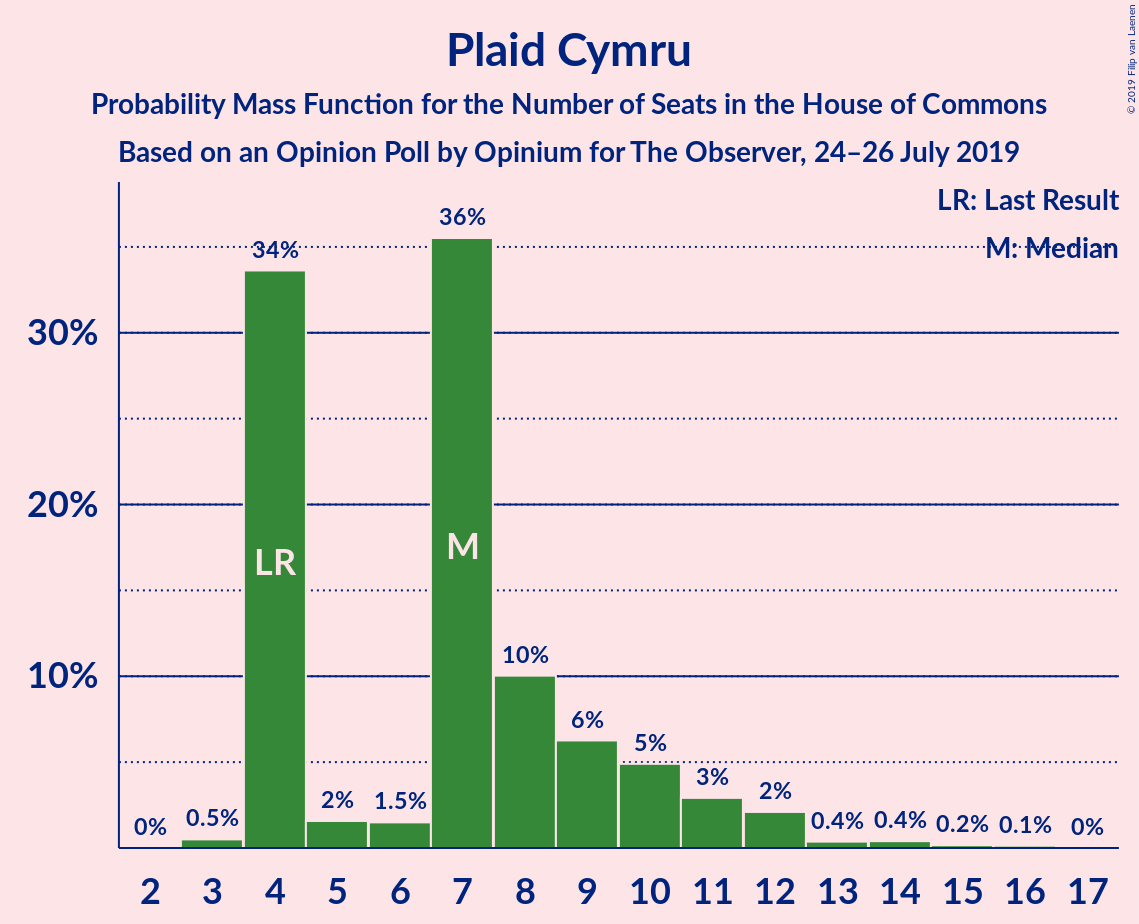 Plaid Cymru
Probability Mass Function for the Number of Seats in the House of Commons
Based on an Opinion Poll by Opinium for The Observer, 24–26 July 2019
© 2019 Filip van Laenen
LR: Last Result
M: Median
30%
20%
10%
0%
0.5%
34%
2%
1.5%
36%
10%
6%
5%
3%
2%
0.4%
0.4%
0.2%
0.1%
0%
LR
M
2 3 4 5 6 7 8 9 10 11 12 13 14 15 16 17